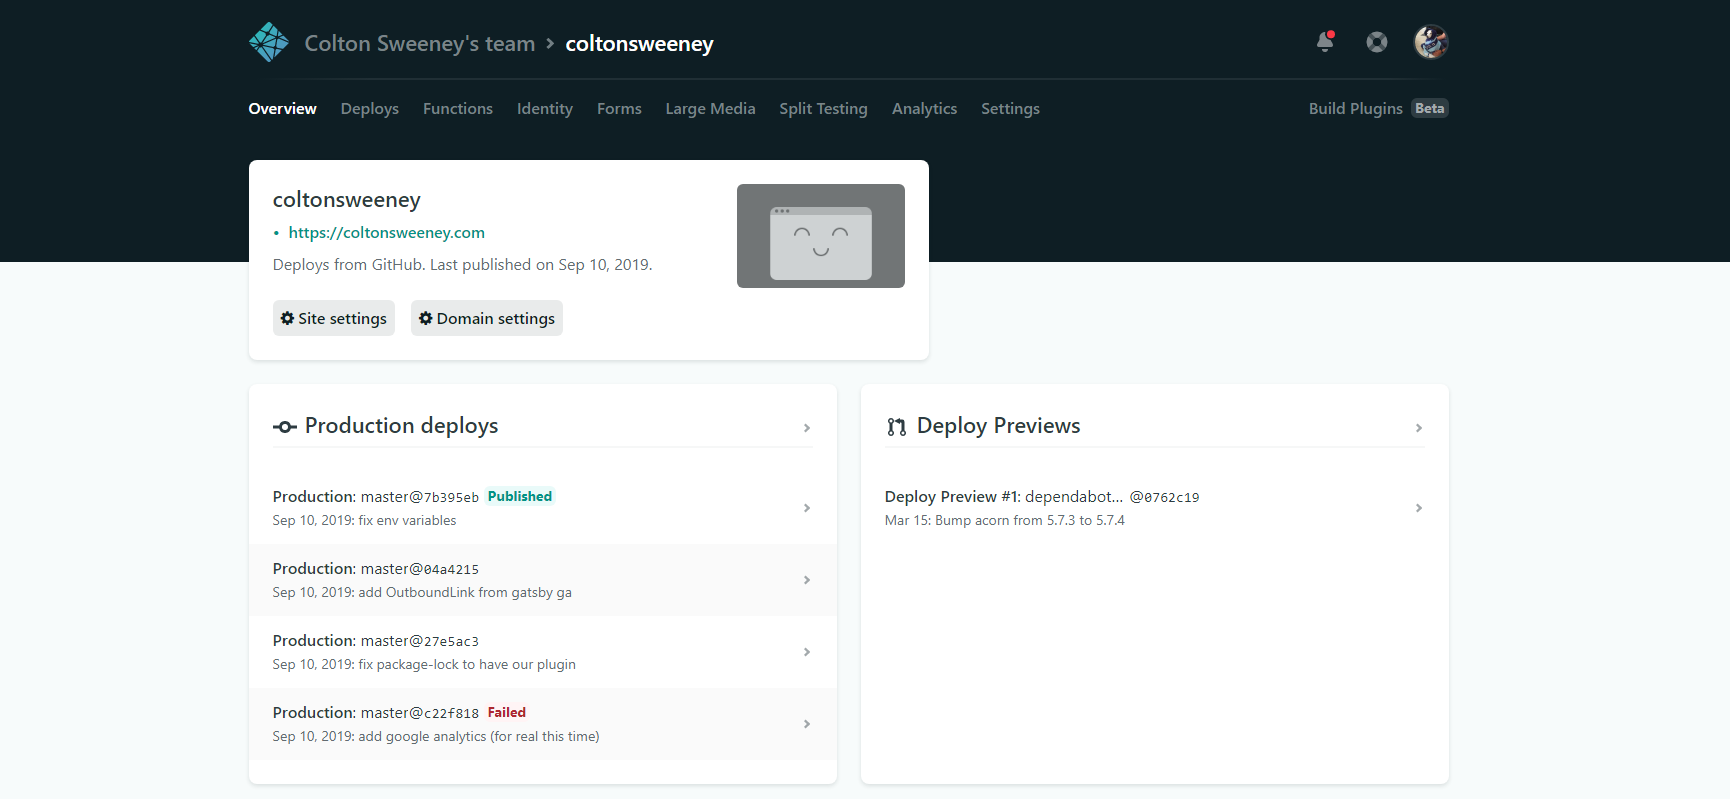 Colton Sweeney's team › coltonsweeney
Overview Deploys Functions Identity Forms Large Media Split Testing Analytics Settings Build Plugins Beta
coltonsweeney
• https://coltonsweeney.com
Deploys from GitHub. Last published on Sep 10, 2019.
Site settings Domain settings
Production deploys
Production: master@7b395eb Published
Sep 10, 2019: fix env variables
Production: master@04a4215
Sep 10, 2019: add OutboundLink from gatsby ga
Production: master@27e5ac3
Sep 10, 2019: fix package-lock to have our plugin
Production: master@c22f818 Failed
Sep 10, 2019: add google analytics (for real this time)
Deploy Previews
Deploy Preview #1: dependabot... @0762c19
Mar 15: Bump acorn from 5.7.3 to 5.7.4